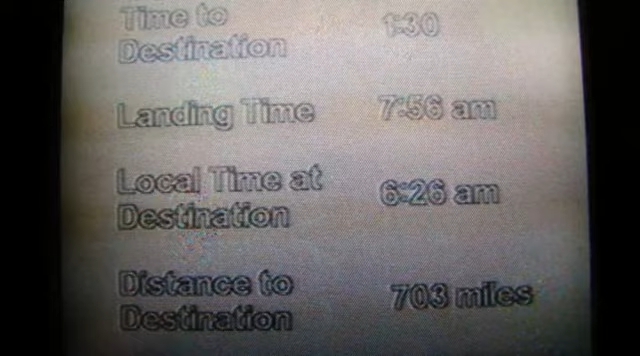 Time to
Destination
1:30
Landing Time
7:56 am
Local Time at
Destination
6:26 am
Distance to
Destination
703 miles